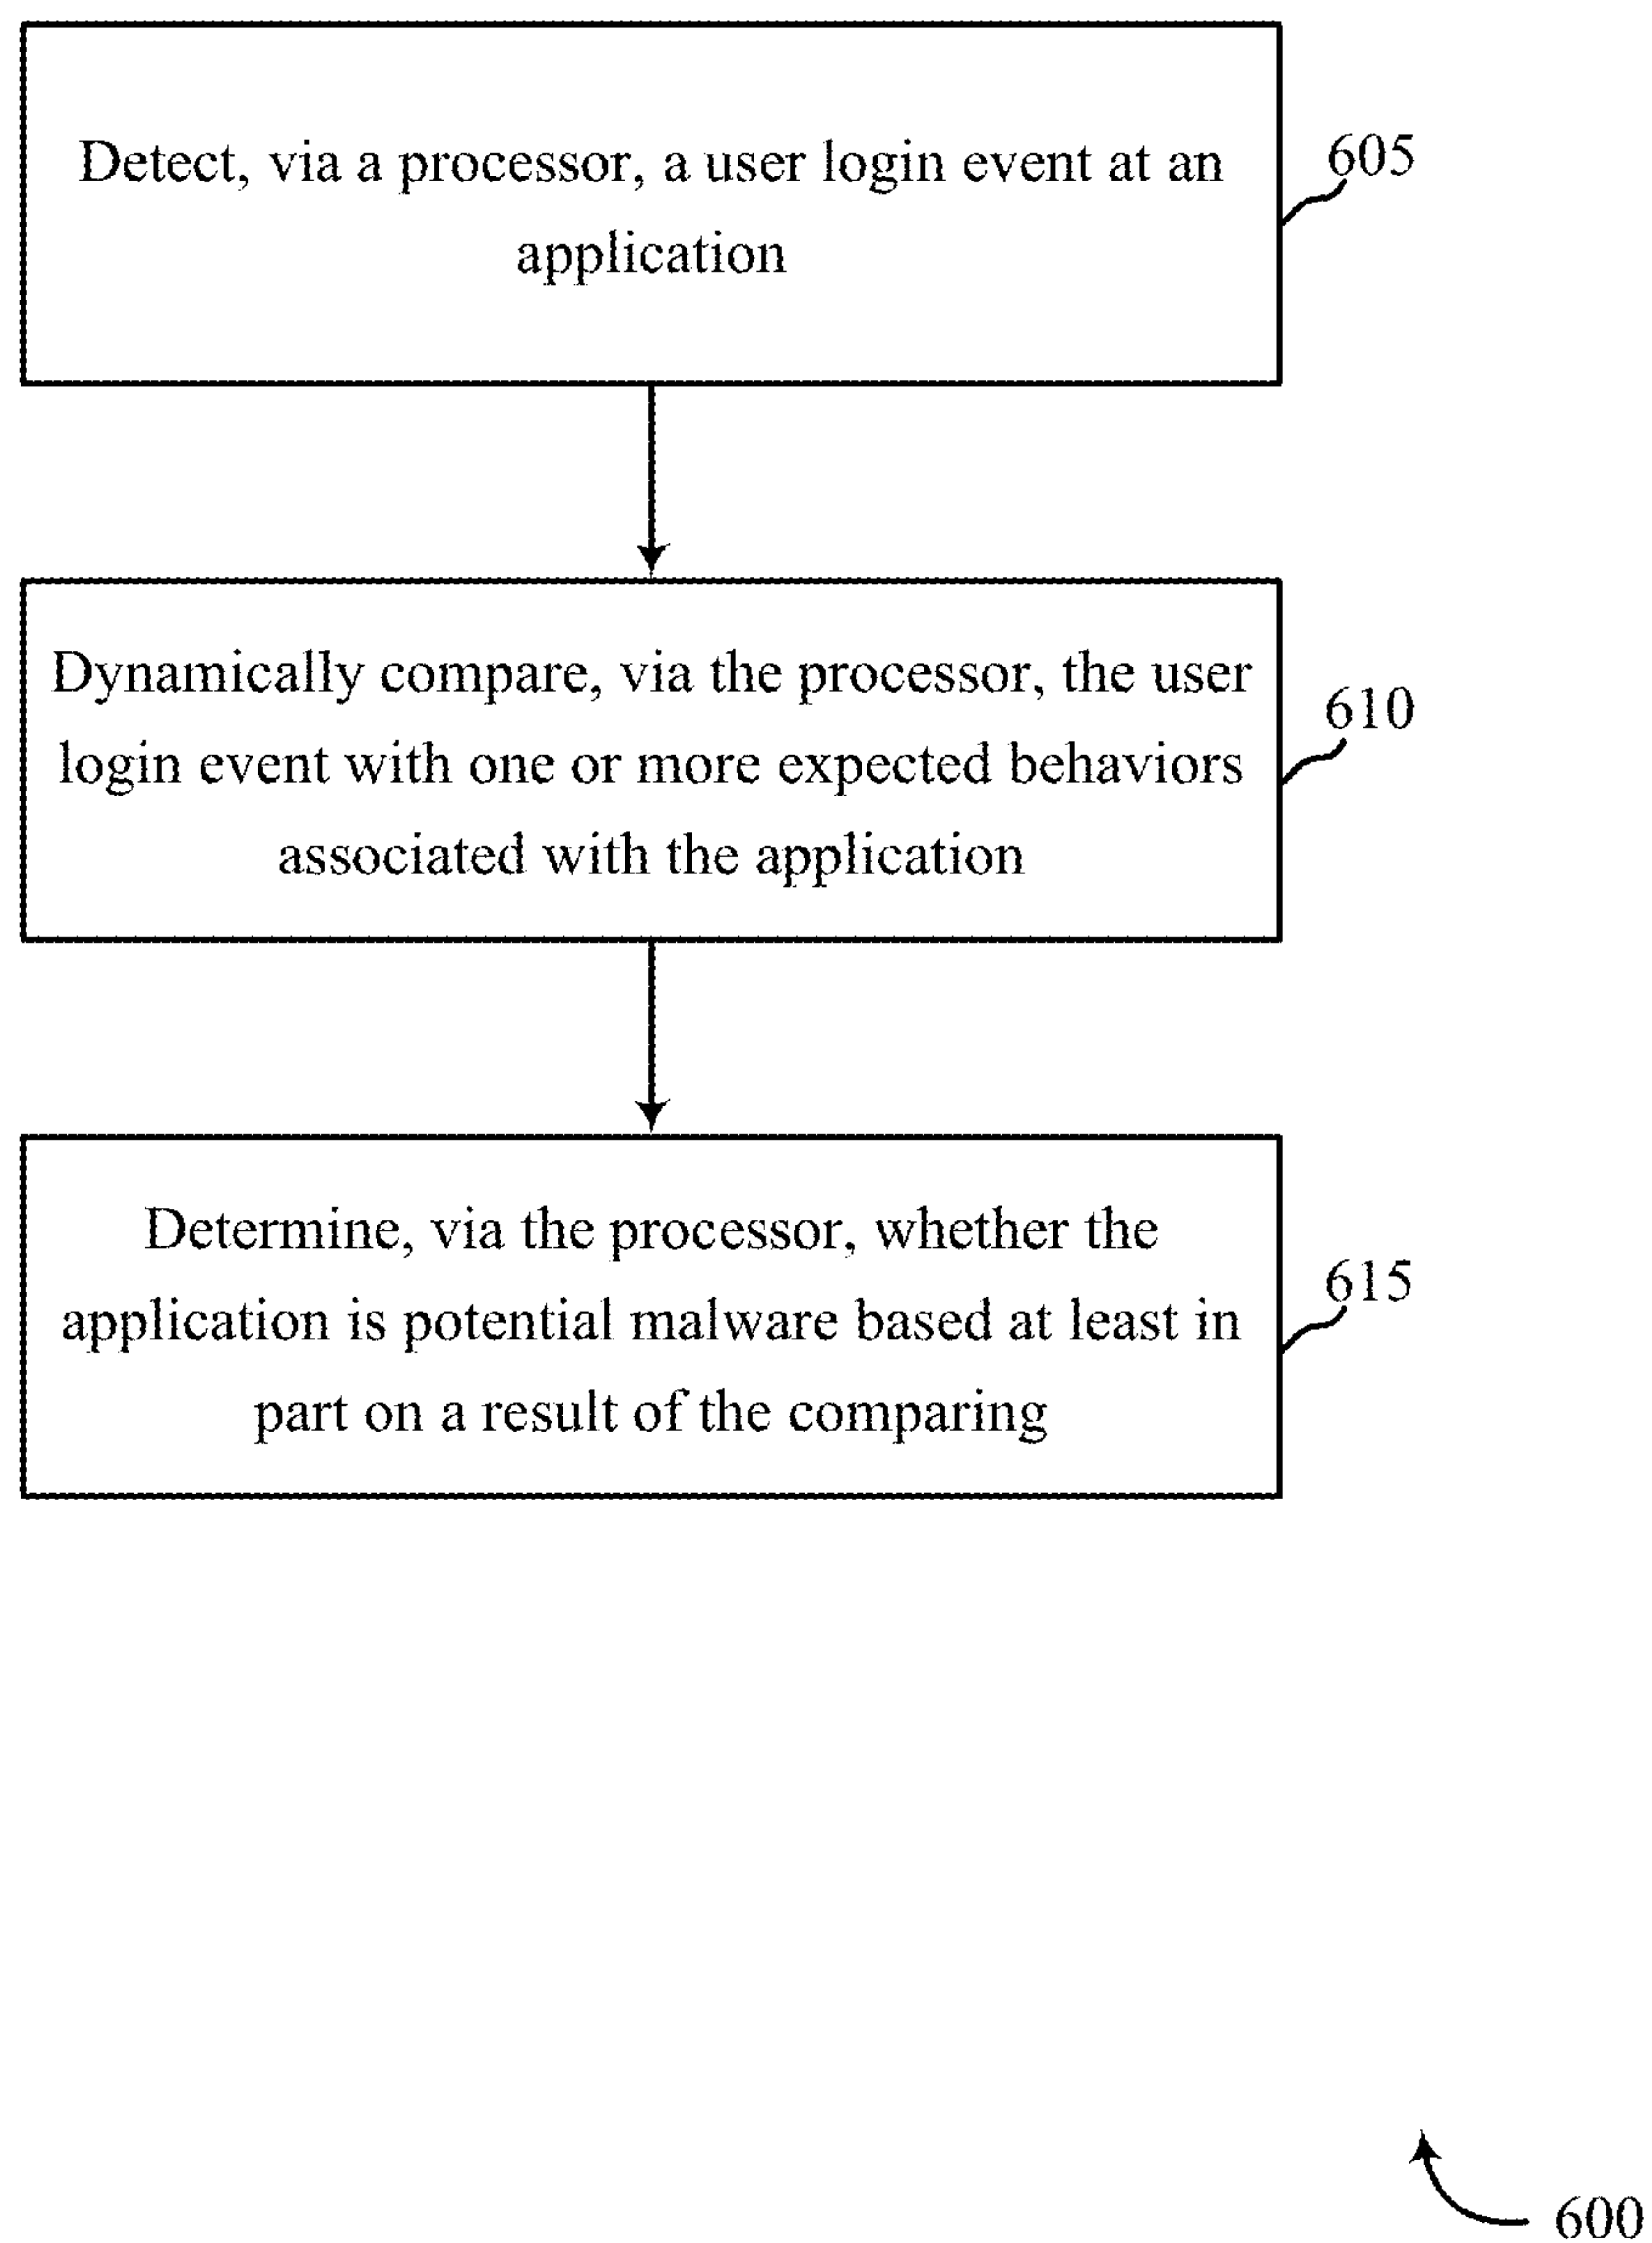 Detect, via a processor, a user login event at an
application
605
Dynamically compare, via the processor, the user
login event with one or more expected behaviors
associated with the application
610
Determine, via the processor, whether the
application is potential malware based at least in
part on a result of the comparing
615
600